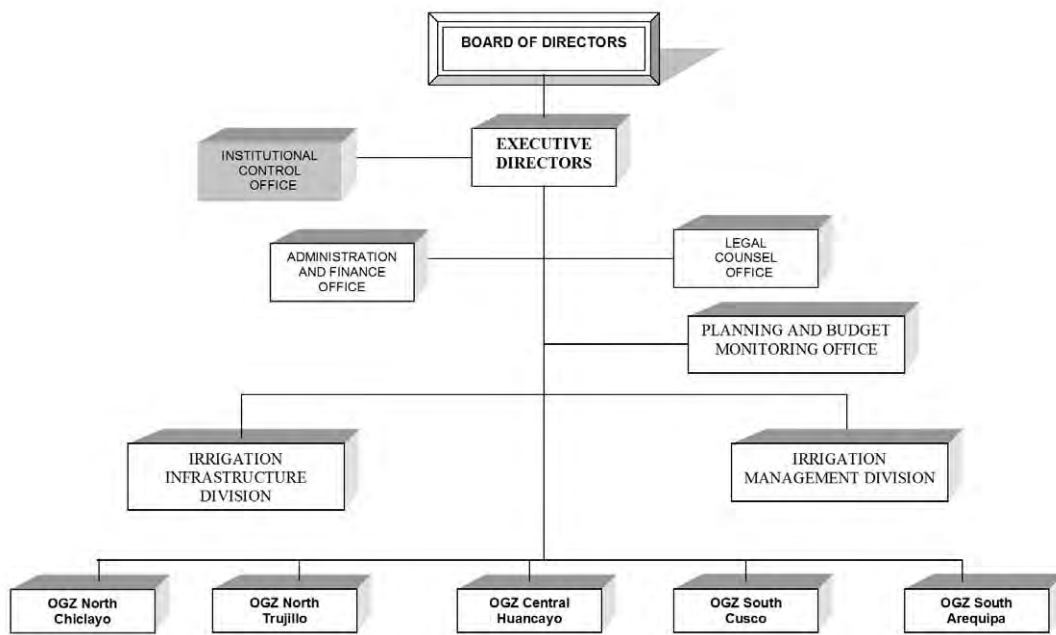 BOARD OF DIRECTORS
EXECUTIVE
DIRECTORS
INSTITUTIONAL
CONTROL
OFFICE
ADMINISTRATION
AND FINANCE
OFFICE
LEGAL
COUNSEL
OFFICE
PLANNING AND BUDGET
MONITORING OFFICE
IRRIGATION
INFRASTRUCTURE
DIVISION
IRRIGATION
MANAGEMENT DIVISION
OGZ North
Chiclayo
OGZ North
Trujillo
OGZ Central
Huancayo
OGZ South
Cusco
OGZ South
Arequipa